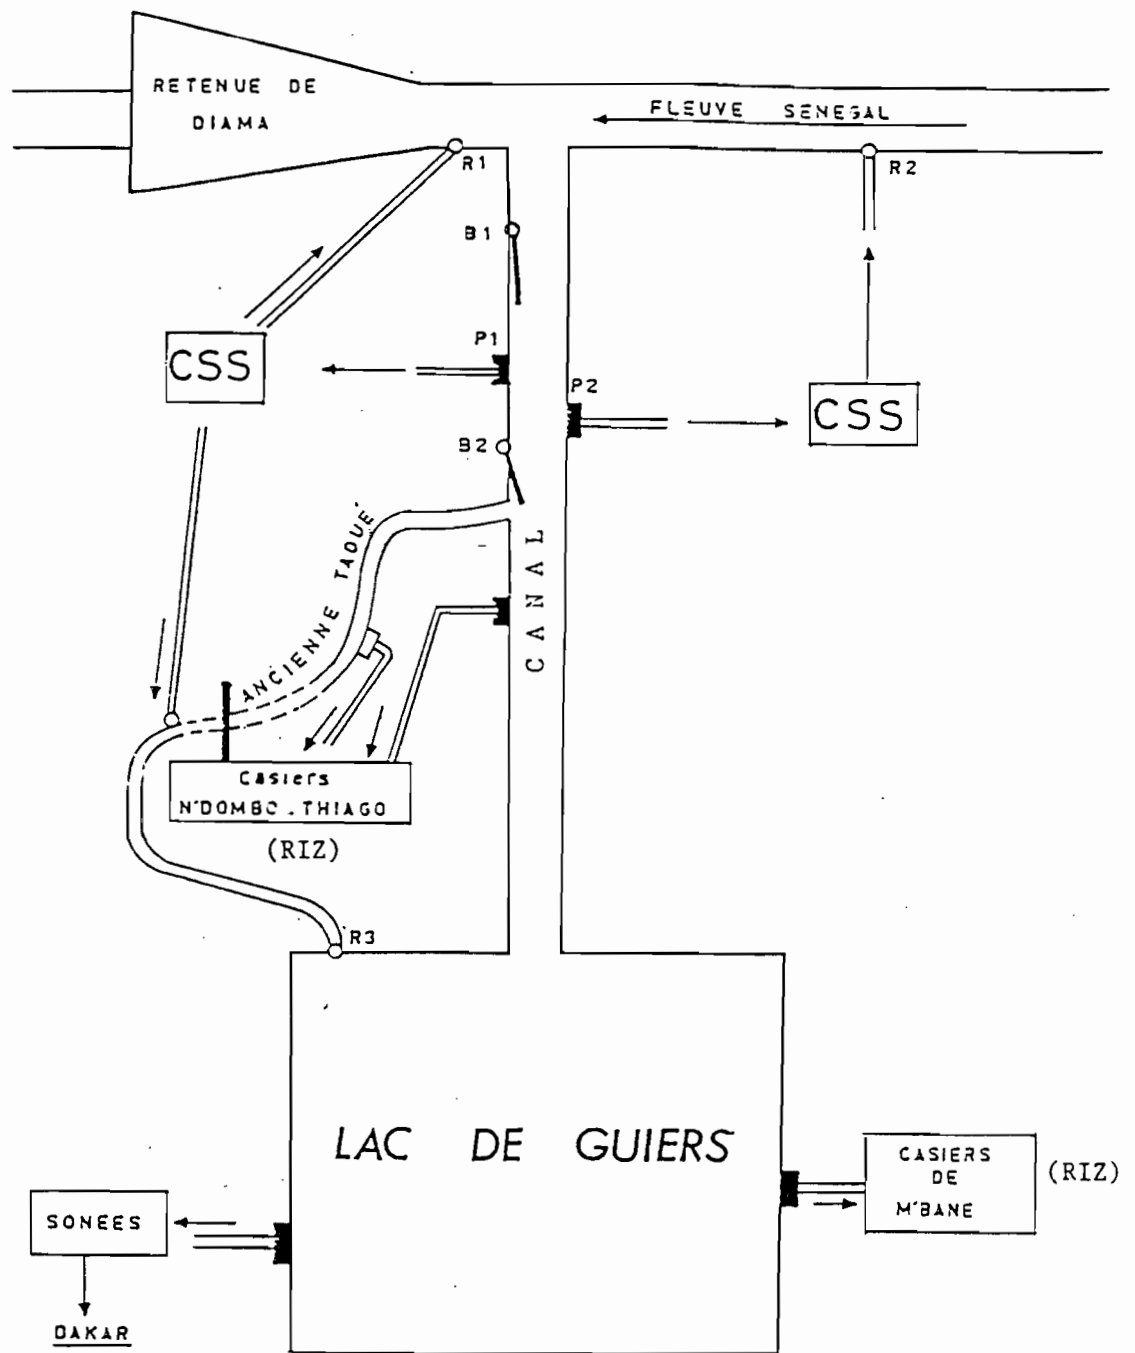 RETENUE DE
DIAMA
FLEUVE SENEGAL
R1
R2
B1
P1
CSS
P2
CSS
B2
ANCIENNE TAOUÉ
CANAL
Casiers
N'DOMBO - THIAGO
(RIZ)
R3
LAC DE GUIERS
CASIERS
DE
M'BANE
(RIZ)
SONEES
DAKAR